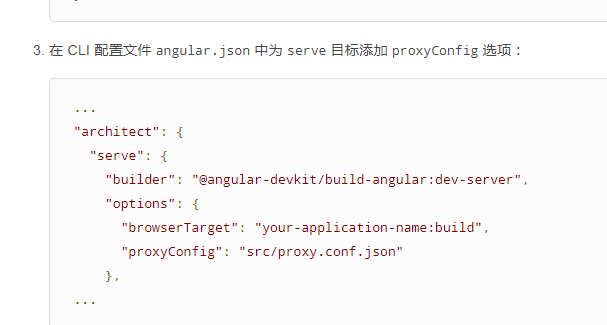 3. 在 CLI 配置文件 angular.json 中为 serve 目标添加 proxyConfig 选项：
...
"architect": {
"serve": {
"builder": "@angular-devkit/build-angular:dev-server",
"options": {
"browserTarget": "your-application-name:build",
"proxyConfig": "src/proxy.conf.json"
},
...